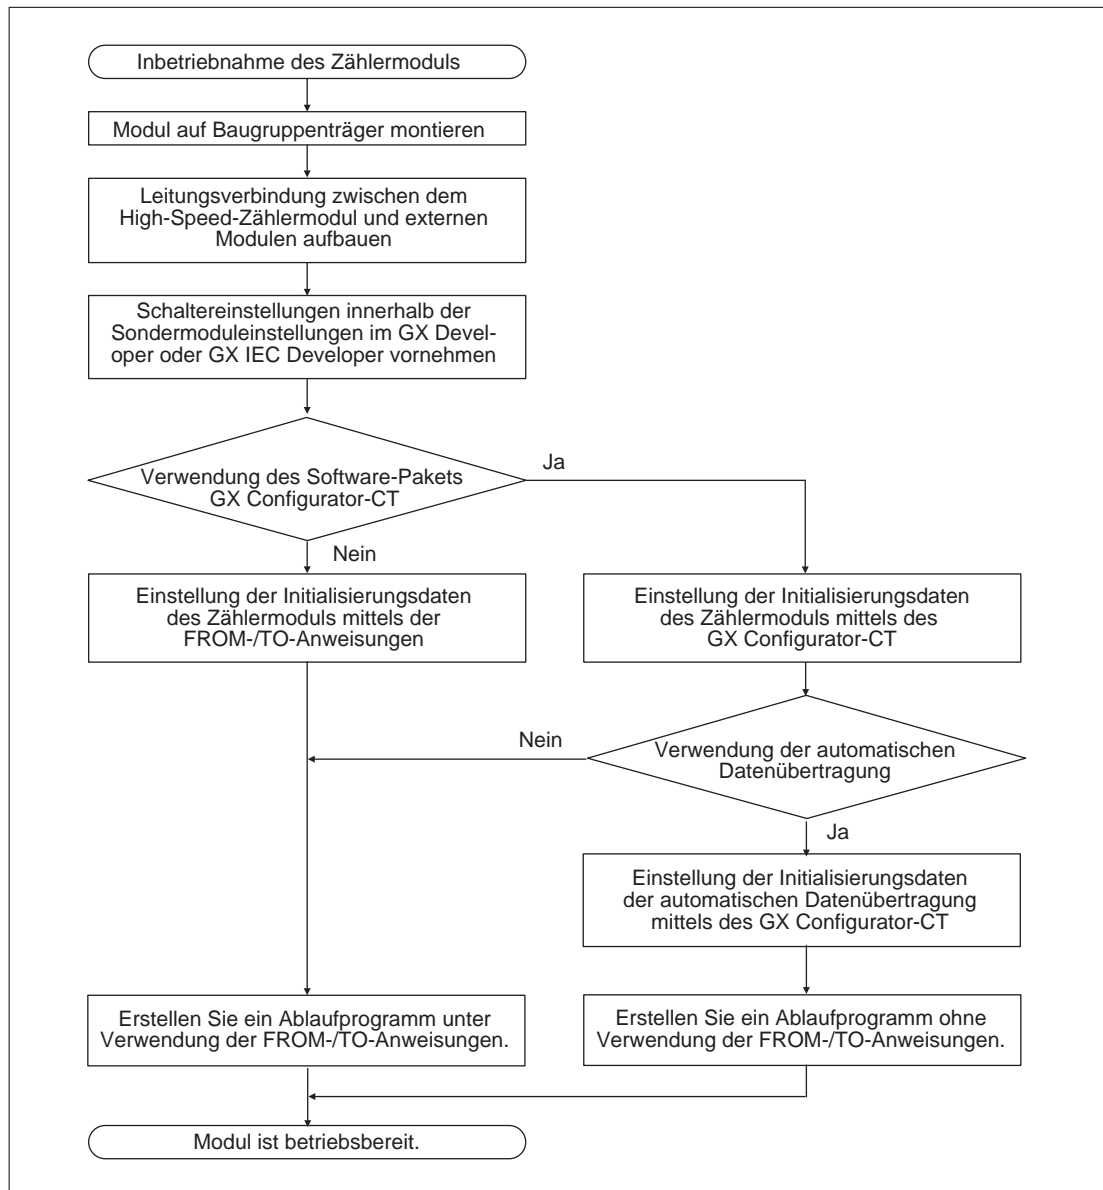 Inbetriebnahme des Zählermoduls
Modul auf Baugruppenträger montieren
Leitungsverbindung zwischen dem
High-Speed-Zählermodul und externen
Modulen aufbauen
Schaltereinstellungen innerhalb der
Sondermoduleinstellungen im GX Devel-
oper oder GX IEC Developer vornehmen
Verwendung des Software-Pakets
GX Configurator-CT
Ja
Nein
Einstellung der Initialisierungsdaten
des Zählermoduls mittels der
FROM-/TO-Anweisungen
Einstellung der Initialisierungsdaten
des Zählermoduls mittels des
GX Configurator-CT
Nein
Verwendung der automatischen
Datenübertragung
Ja
Einstellung der Initialisierungsdaten
der automatischen Datenübertragung
mittels des GX Configurator-CT
Erstellen Sie ein Ablaufprogramm unter
Verwendung der FROM-/TO-Anweisungen.
Erstellen Sie ein Ablaufprogramm ohne
Verwendung der FROM-/TO-Anweisungen.
Modul ist betriebsbereit.